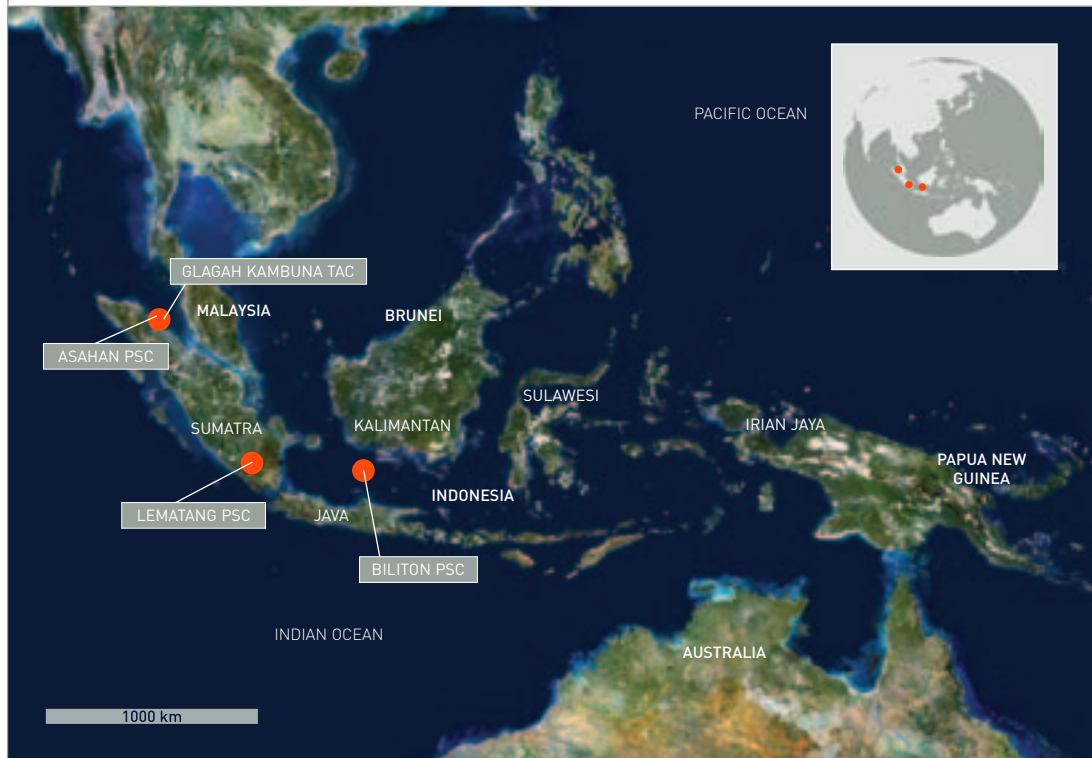 PACIFIC OCEAN
GLAGAH KAMBUNA TAC
MALAYSIA
BRUNEI
ASAHAN PSC
SULAWESI
SUMATRA
KALIMANTAN
IRIAN JAYA
PAPUA NEW
GUINEA
INDONESIA
LEMATANG PSC
JAVA
BILITON PSC
INDIAN OCEAN
AUSTRALIA
1000 km